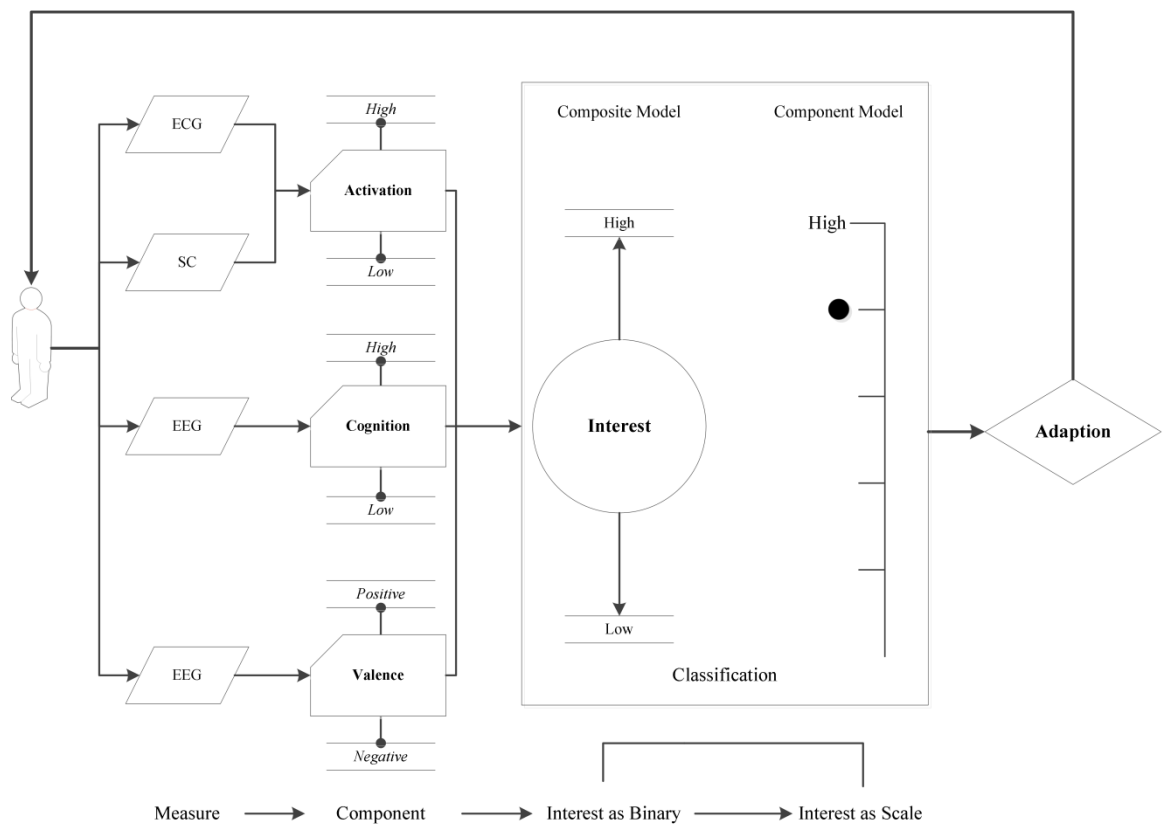 ECG
SC
EEG
EEG
High
Activation
Low
High
Cognition
Low
Positive
Valence
Negative
Composite Model
Component Model
High
Interest
Low
High
Classification
Adaption
Measure
Component
Interest as Binary
Interest as Scale